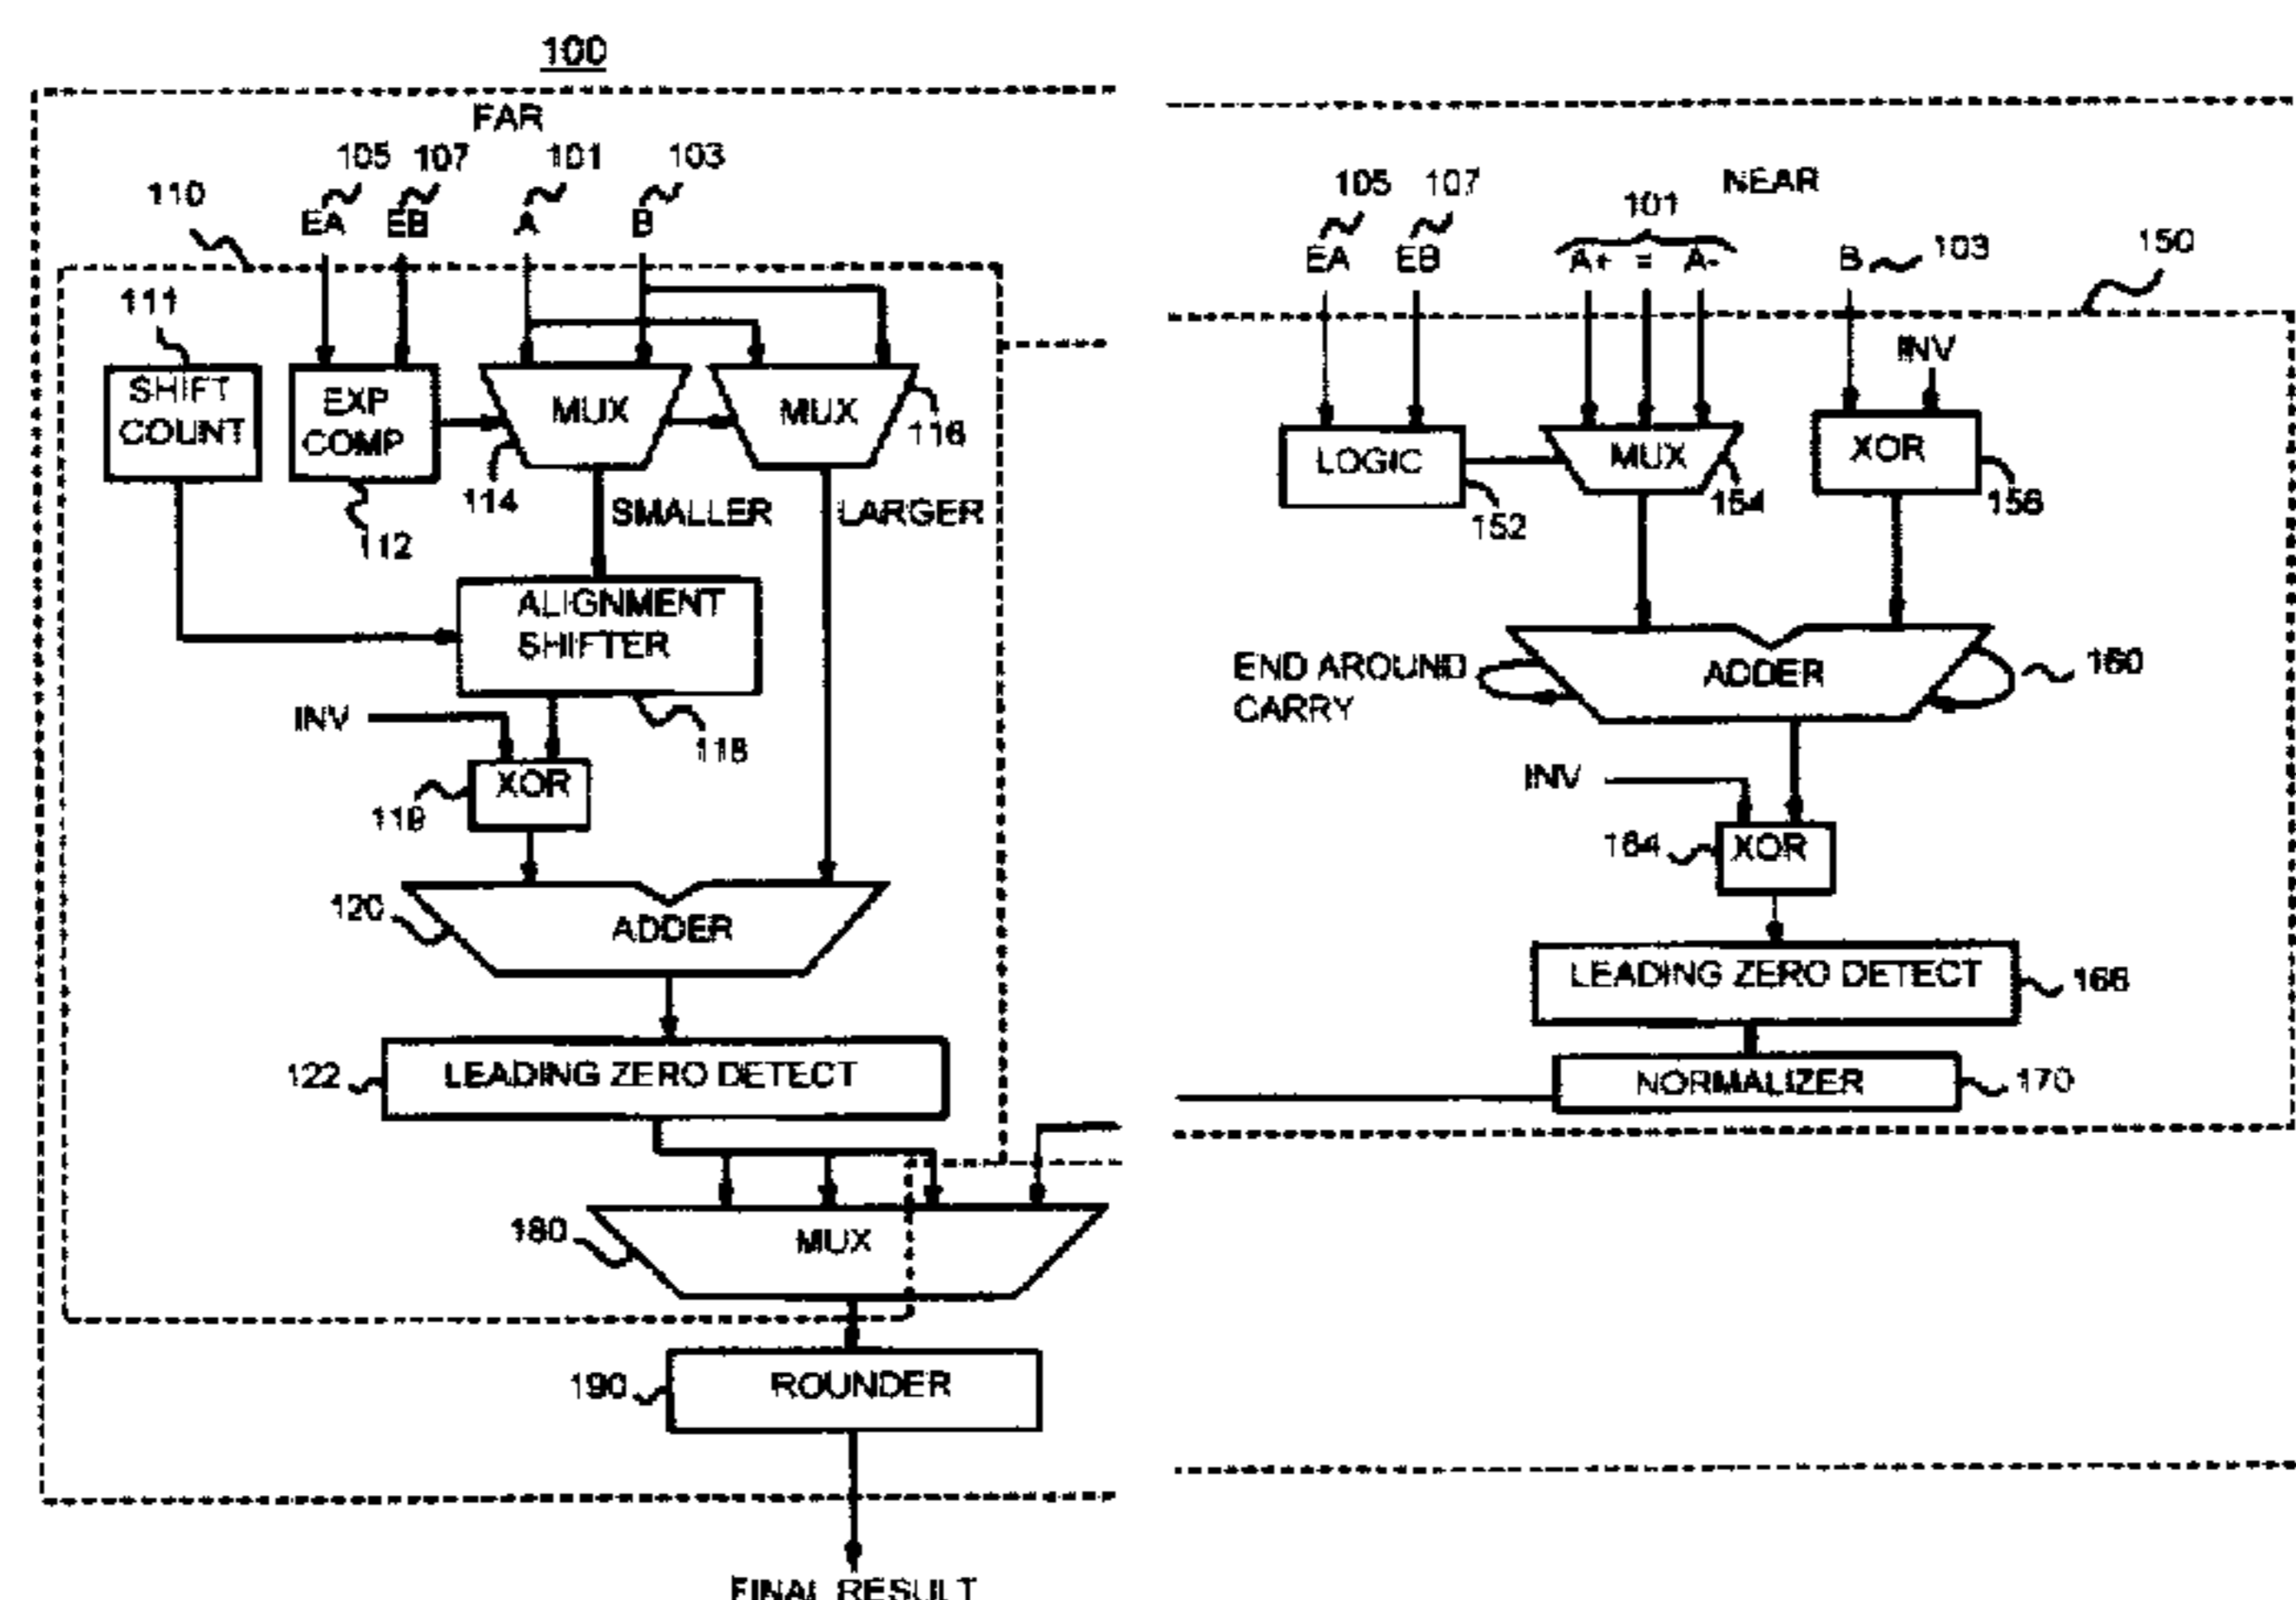 100
FAR
105 107 101 103
110 EA EB A B
111
SHIFT COUNT
EXP COMP
MUX
MUX
116
114
112
SMALLER
LARGER
ALIGNMENT SHIFTER
INV
118
XOR
119
120
ADDER
122
LEADING ZERO DETECT
180
MUX
190
ROUNDER
FINAL RESULT
NEAR
105 107 101
EA EB A+ = A- B 103
150
INV
LOGIC
MUX
XOR
152
154
156
END AROUND
CARRY
ADDER
160
INV
164
XOR
LEADING ZERO DETECT
166
NORMALIZER
170